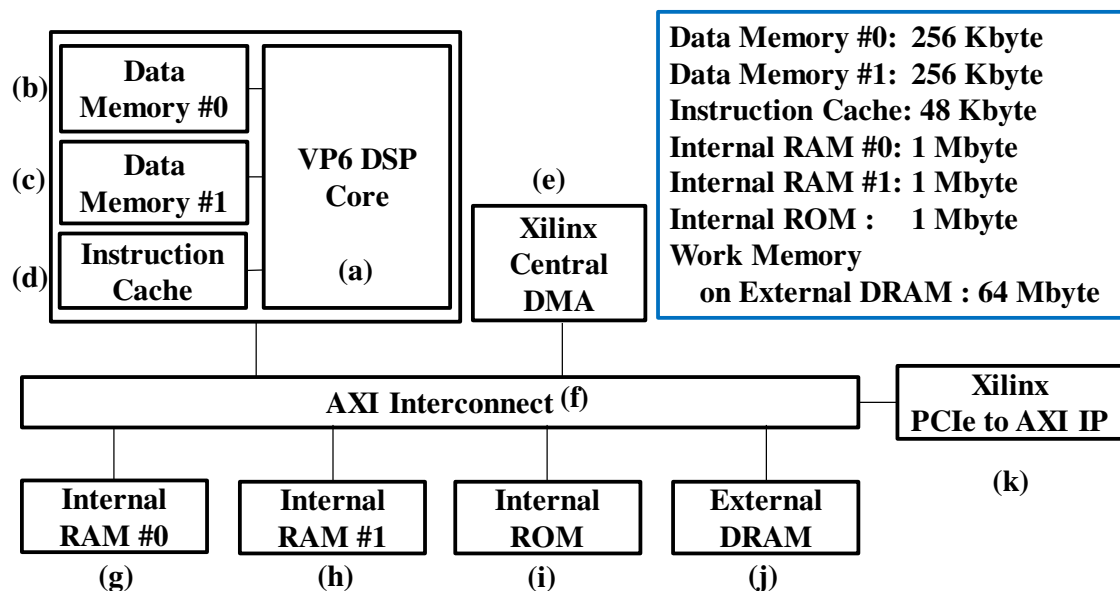 (b)
Data
Memory #0
(c)
Data
Memory #1
(d)
Instruction
Cache
VP6 DSP
Core
(a)
(e)
Xilinx
Central
DMA
Data Memory #0: 256 Kbyte
Data Memory #1: 256 Kbyte
Instruction Cache: 48 Kbyte
Internal RAM #0: 1 Mbyte
Internal RAM #1: 1 Mbyte
Internal ROM : 1 Mbyte
Work Memory
on External DRAM : 64 Mbyte
AXI Interconnect (f)
Xilinx
PCIe to AXI IP
(k)
Internal
RAM #0
(g)
Internal
RAM #1
(h)
Internal
ROM
(i)
External
DRAM
(j)